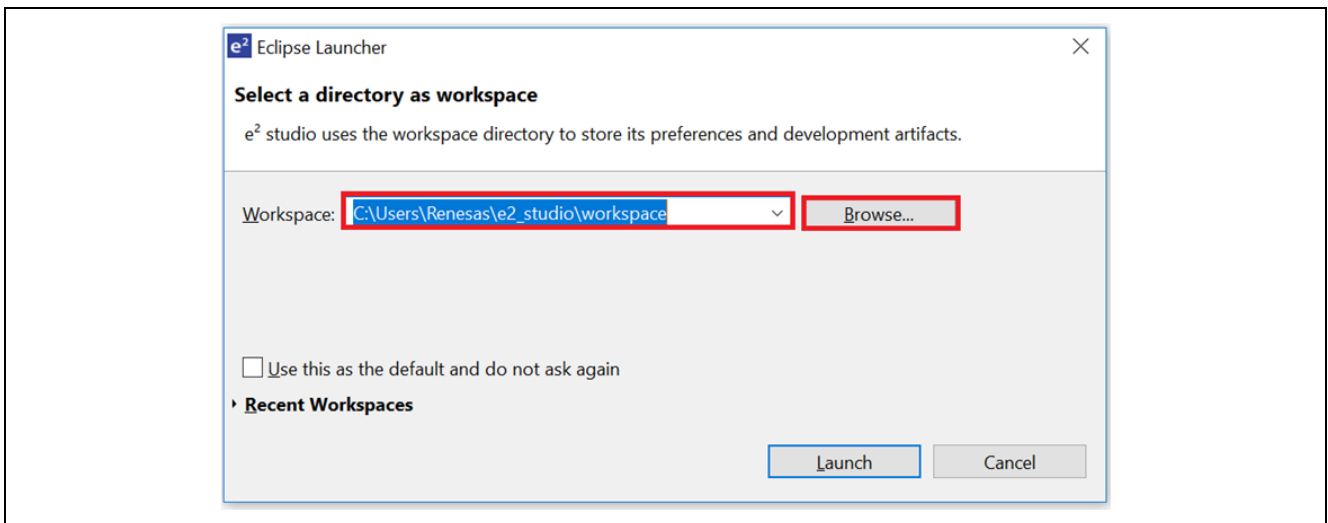 e² Eclipse Launcher
Select a directory as workspace
e² studio uses the workspace directory to store its preferences and development artifacts.
Workspace: C:\Users\Renesas\e2_studio\workspace Browse...
Use this as the default and do not ask again
Recent Workspaces
Launch Cancel